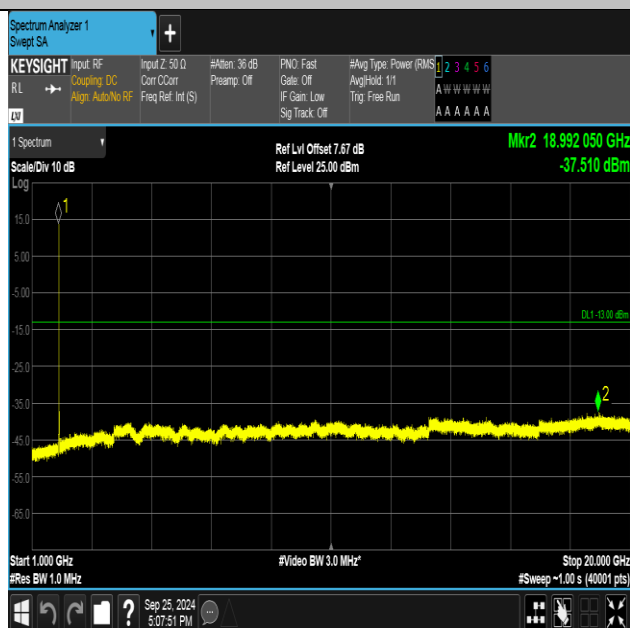 Spectrum Analyzer 1
Swept SA
+
KEYSIGHT
RL
LXI
Input: RF
Coupling: DC
Align: Auto/No RF
Input Z: 50 Ω
Corr CCorr
Freq Ref: Int (S)
#Atten: 36 dB
Preamp: Off
PNO: Fast
Gate: Off
IF Gain: Low
Sig Track: Off
#Avg Type: Power (RMS
Avg|Hold: 1/1
Trig: Free Run
1 2 3 4 5 6
A W W W W W
A A A A A A
1 Spectrum
Scale/Div 10 dB
Log
Ref Lvl Offset 7.67 dB
Ref Level 25.00 dBm
Mkr2 18.992 050 GHz
-37.510 dBm
1
15.0
5.00
-5.00
DL1 -13.00 dBm
-15.0
-25.0
-35.0
2
-45.0
-55.0
-65.0
Start 1.000 GHz
#Res BW 1.0 MHz
#Video BW 3.0 MHz*
Stop 20.000 GHz
#Sweep ~1.00 s (40001 pts)
?
Sep 25, 2024
5:07:51 PM